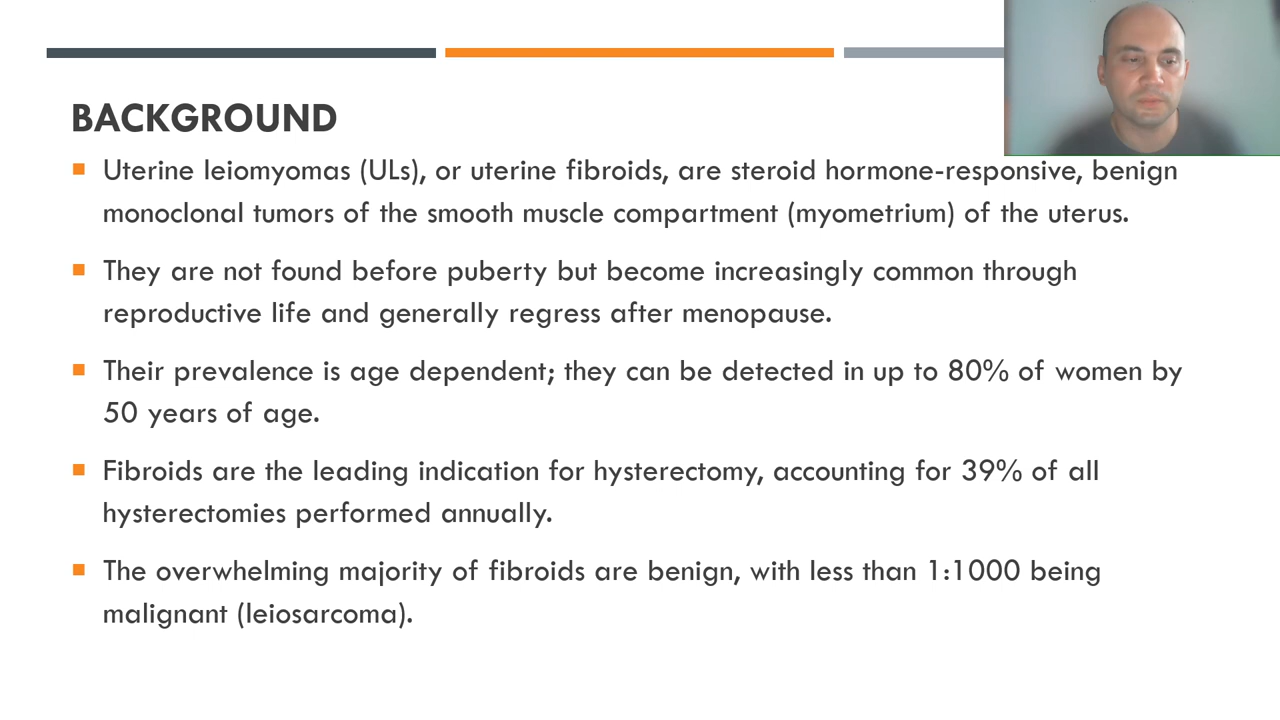 BACKGROUND
Uterine leiomyomas (ULs), or uterine fibroids, are steroid hormone-responsive, benign
monoclonal tumors of the smooth muscle compartment (myometrium) of the uterus.
They are not found before puberty but become increasingly common through
reproductive life and generally regress after menopause.
Their prevalence is age dependent; they can be detected in up to 80% of women by
50 years of age.
Fibroids are the leading indication for hysterectomy, accounting for 39% of all
hysterectomies performed annually.
The overwhelming majority of fibroids are benign, with less than 1:1000 being
malignant (leiosarcoma).